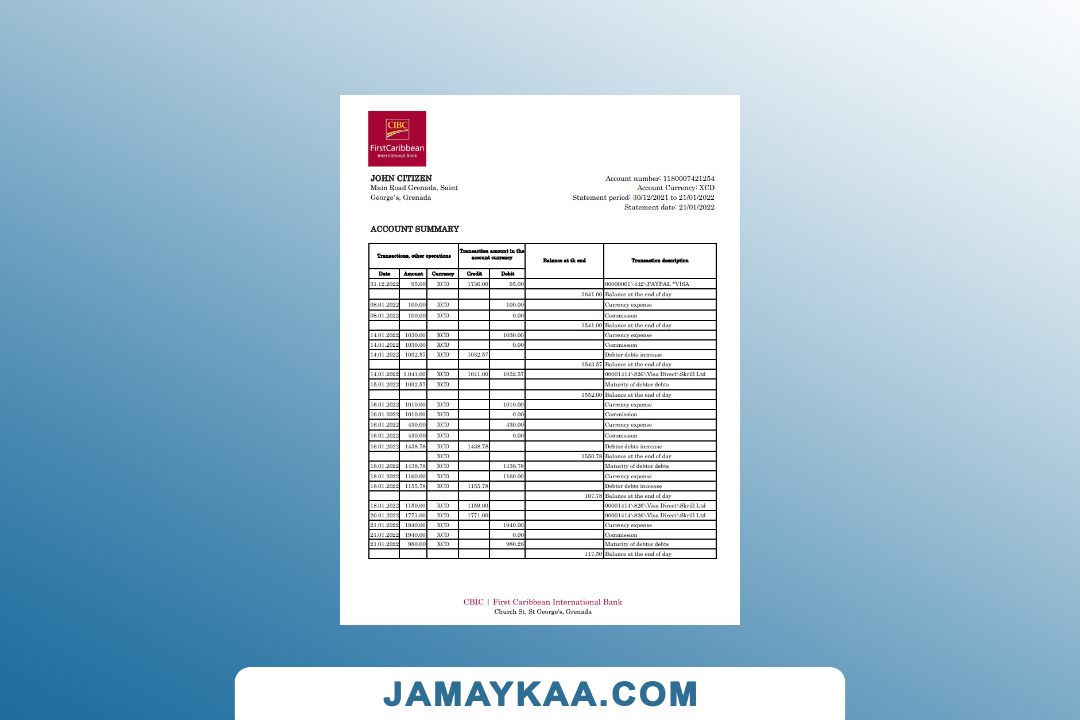 CIBC
FirstCaribbean
International Bank
JOHN CITIZEN
Main Road Grenada, Saint
George's, Grenada
Account number: 1180007421254
Account Currency: XCD
Statement period: 30/12/2021 to 21/01/2022
Statement date: 21/01/2022
ACCOUNT SUMMARY
Transactions, other operations Transaction amount in the account currency Balance at th end Transaction description
Date Amount Currency Credit Debit
31.12.2022 95.00 XCD 1736.00 95.00 00000001\442\PAYPAL *VISA
1641.00 Balance at the end of day
08.01.2022 100.00 XCD 100.00 Currency expense
08.01.2022 100.00 XCD 0.00 Commission
1541.00 Balance at the end of day
14.01.2022 1030.00 XCD 1030.00 Currency expense
14.01.2022 1030.00 XCD 0.00 Commission
14.01.2022 1032.57 XCD 1032.57 Debtor debts increase
1543.57 Balance at the end of day
14.01.2022 1.041.00 XCD 1041.00 1032.57 00001414\826\Visa Direct\Skrill Ltd
15.01.2022 1032.57 XCD Maturity of debtor debts
1552.00 Balance at the end of day
16.01.2022 1010.00 XCD 1010.00 Currency expense
16.01.2022 1010.00 XCD 0.00 Commission
16.01.2022 430.00 XCD 430.00 Currency expense
16.01.2022 430.00 XCD 0.00 Commission
16.01.2022 1438.78 XCD 1438.78 Debtor debts increase
XCD 1550.78 Balance at the end of day
18.01.2022 1438.78 XCD 1438.78 Maturity of debtor debts
18.01.2022 1160.00 XCD 1160.00 Currency expense
18.01.2022 1155.78 XCD 1155.78 Debtor debts increase
107.78 Balance at the end of day
18.01.2022 1159.00 XCD 1159.00 00001414\826\Visa Direct\Skrill Ltd
20.01.2022 1771.00 XCD 1771.00 00001414\826\Visa Direct\Skrill Ltd
21.01.2022 1940.00 XCD 1940.00 Currency expense
21.01.2022 1940.00 XCD 0.00 Commission
21.01.2022 980.00 XCD 980.28 Maturity of debtor debts
117.50 Balance at the end of day
CBIC | First Caribbean International Bank
Church St, St George's, Grenada
JAMAYKAA.COM